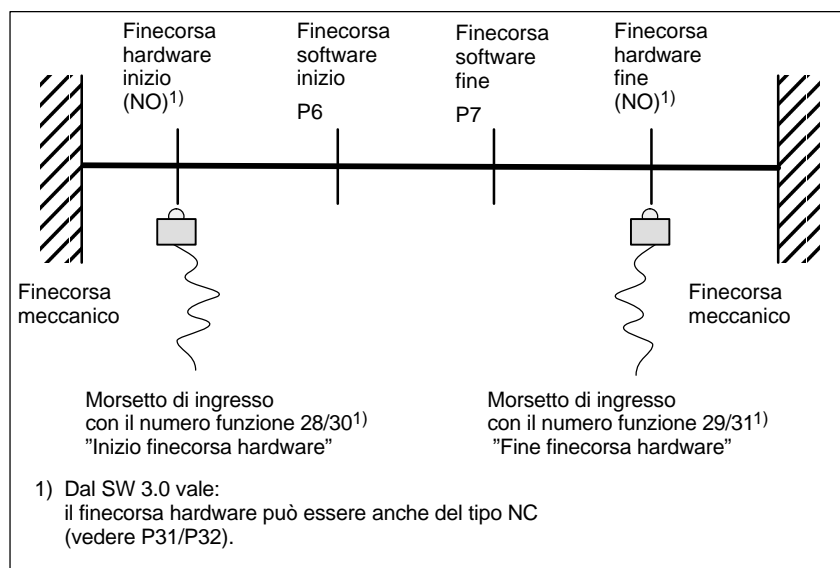 Finecorsa
hardware
inizio
(NO)1)
Finecorsa
software
inizio
P6
Finecorsa
software
fine
P7
Finecorsa
hardware
fine
(NO)1)
Finecorsa
meccanico
Finecorsa
meccanico
Morsetto di ingresso
con il numero funzione 28/301)
”Inizio finecorsa hardware”
Morsetto di ingresso
con il numero funzione 29/311)
”Fine finecorsa hardware”
1) Dal SW 3.0 vale:
il finecorsa hardware può essere anche del tipo NC
(vedere P31/P32).